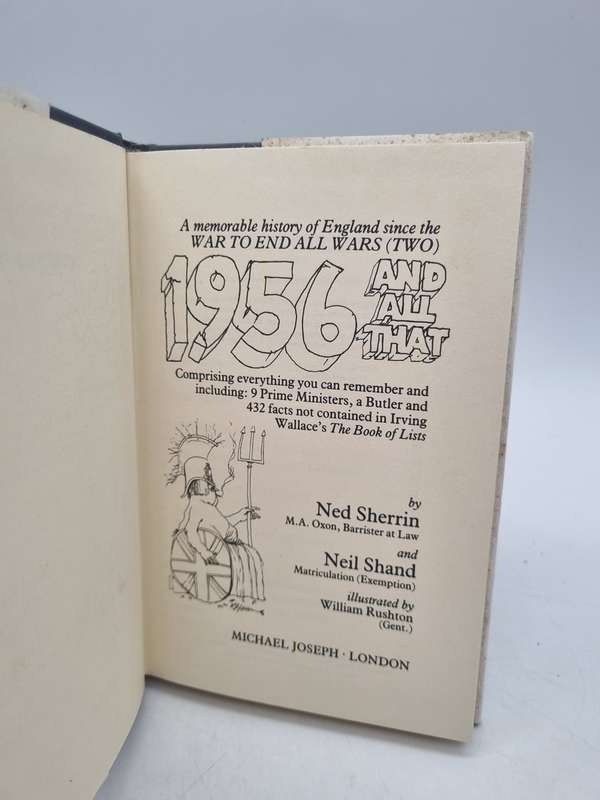 A memorable history of England since the
WAR TO END ALL WARS (TWO)
1956 AND
ALL
THAT
Comprising everything you can remember and
including: 9 Prime Ministers, a Butler and
432 facts not contained in Irving
Wallace's The Book of Lists
by
Ned Sherrin
M.A. Oxon, Barrister at Law
and
Neil Shand
Matriculation (Exemption)
illustrated by
William Rushton
(Gent.)
MICHAEL JOSEPH · LONDON